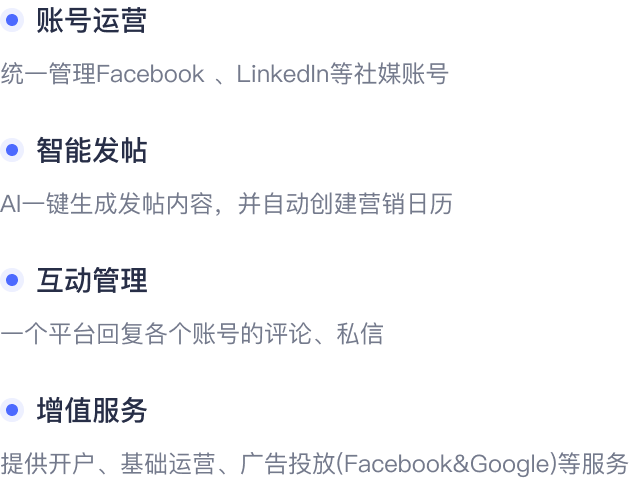 账号运营
统一管理Facebook 、LinkedIn等社媒账号
智能发帖
AI一键生成发帖内容，并自动创建营销日历
互动管理
一个平台回复各个账号的评论、私信
增值服务
提供开户、基础运营、广告投放(Facebook&Google)等服务